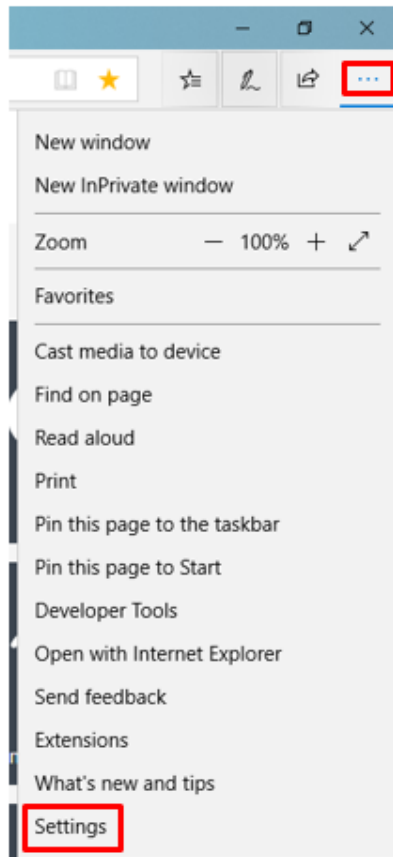 New window
New InPrivate window
Zoom — 100% +
Favorites
Cast media to device
Find on page
Read aloud
Print
Pin this page to the taskbar
Pin this page to Start
Developer Tools
Open with Internet Explorer
Send feedback
Extensions
What's new and tips
Settings